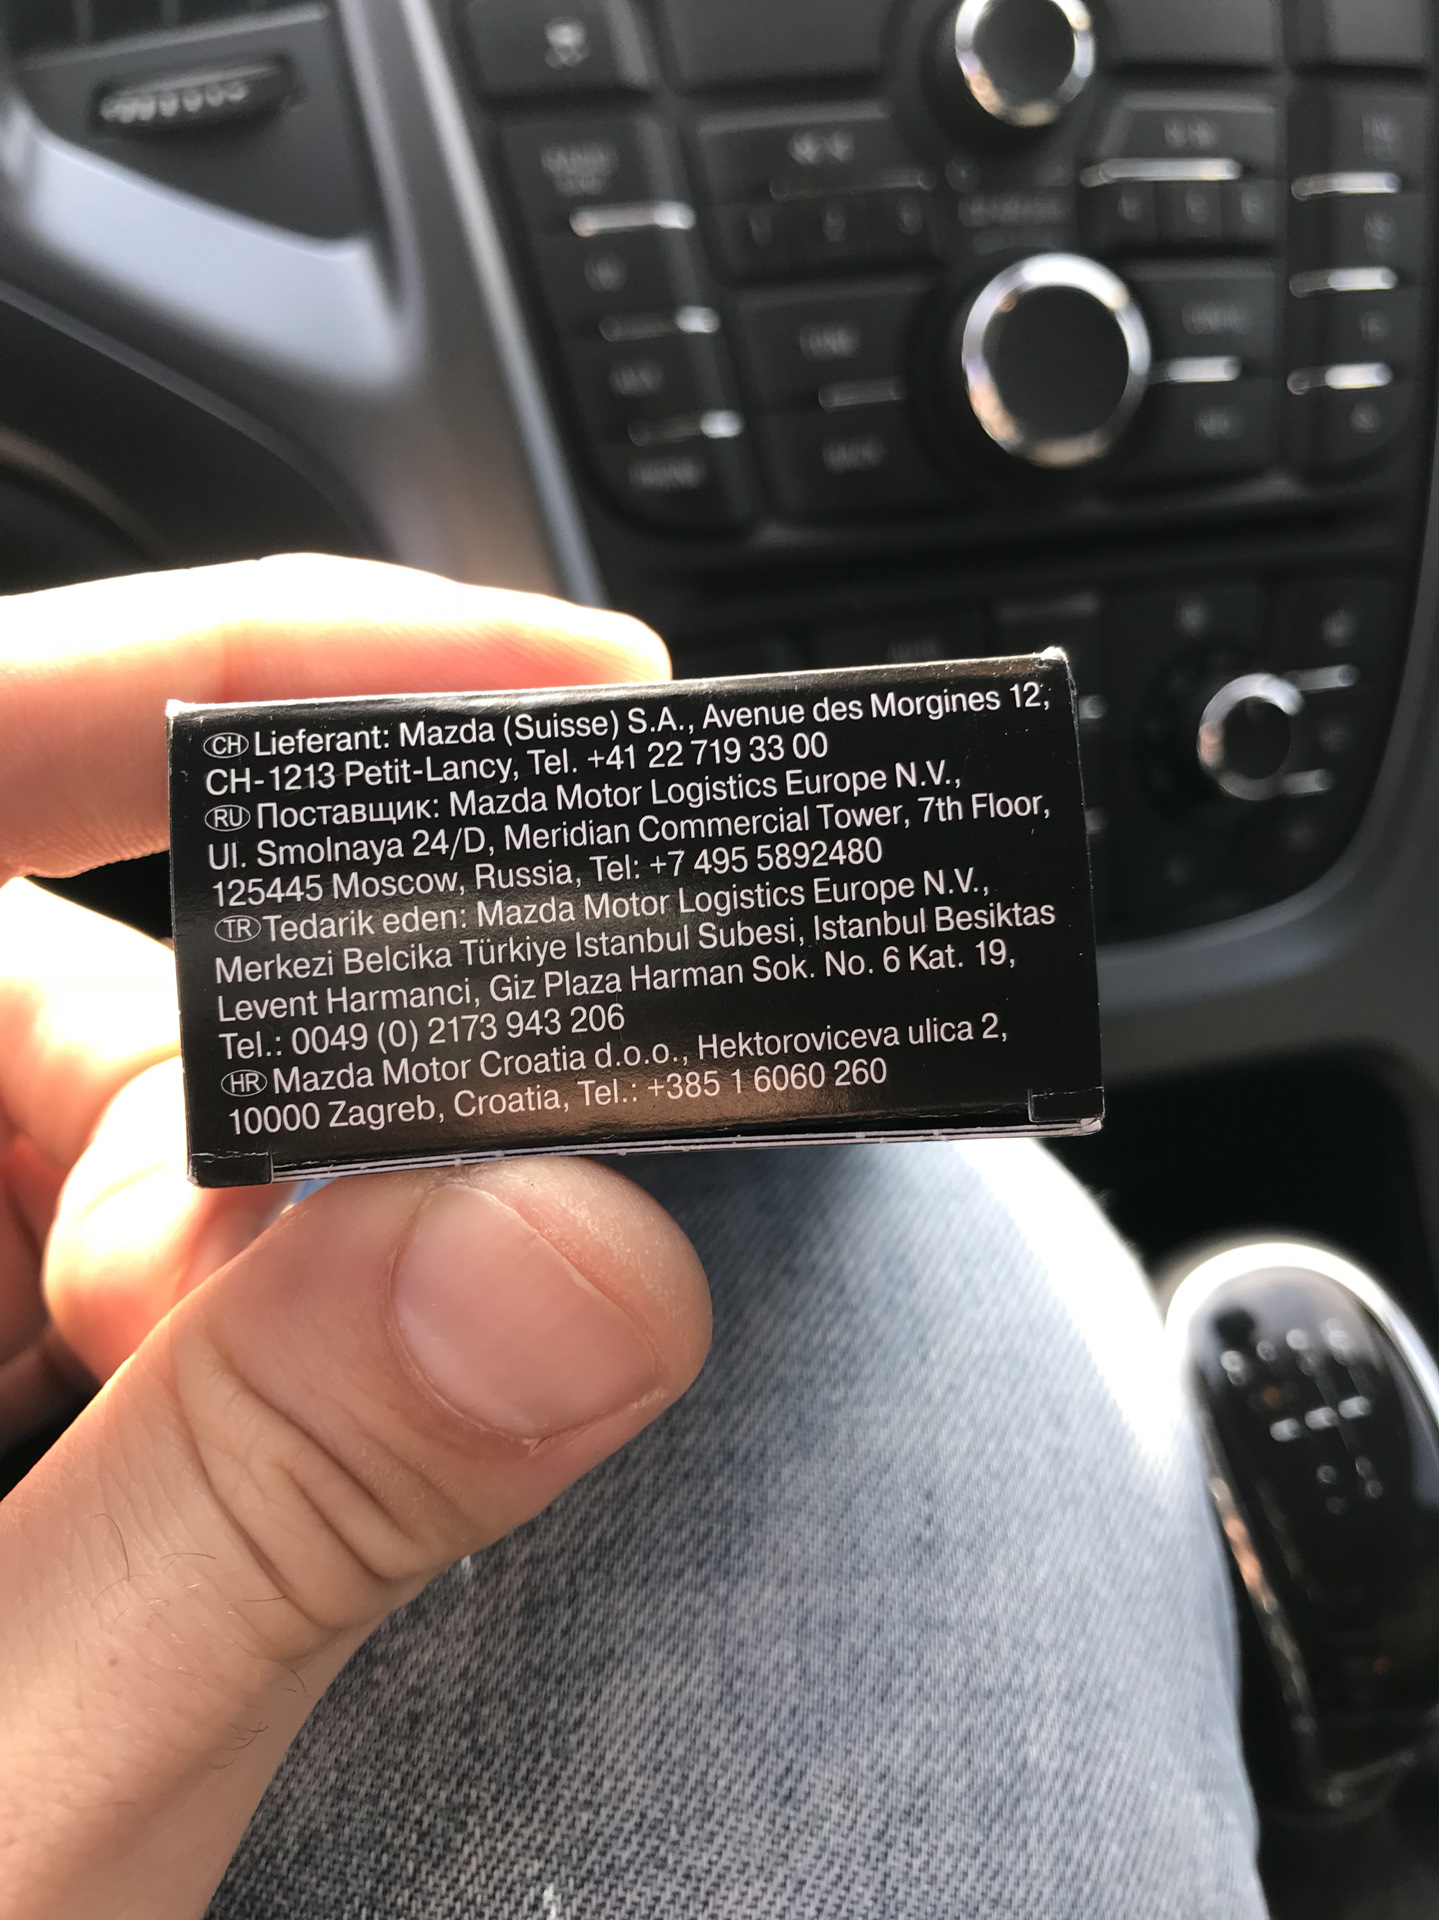 CH Lieferant: Mazda (Suisse) S.A., Avenue des Morgines 12,
CH-1213 Petit-Lancy, Tel. +41 22 719 33 00
RU Поставщик: Mazda Motor Logistics Europe N.V.,
Ul. Smolnaya 24/D, Meridian Commercial Tower, 7th Floor,
125445 Moscow, Russia, Tel: +7 495 5892480
TR Tedarik eden: Mazda Motor Logistics Europe N.V.,
Merkezi Belcika Türkiye Istanbul Subesi, Istanbul Besiktas
Levent Harmanci, Giz Plaza Harman Sok. No. 6 Kat. 19,
Tel.: 0049 (0) 2173 943 206
HR Mazda Motor Croatia d.o.o., Hektoroviceva ulica 2,
10000 Zagreb, Croatia, Tel.: +385 1 6060 260